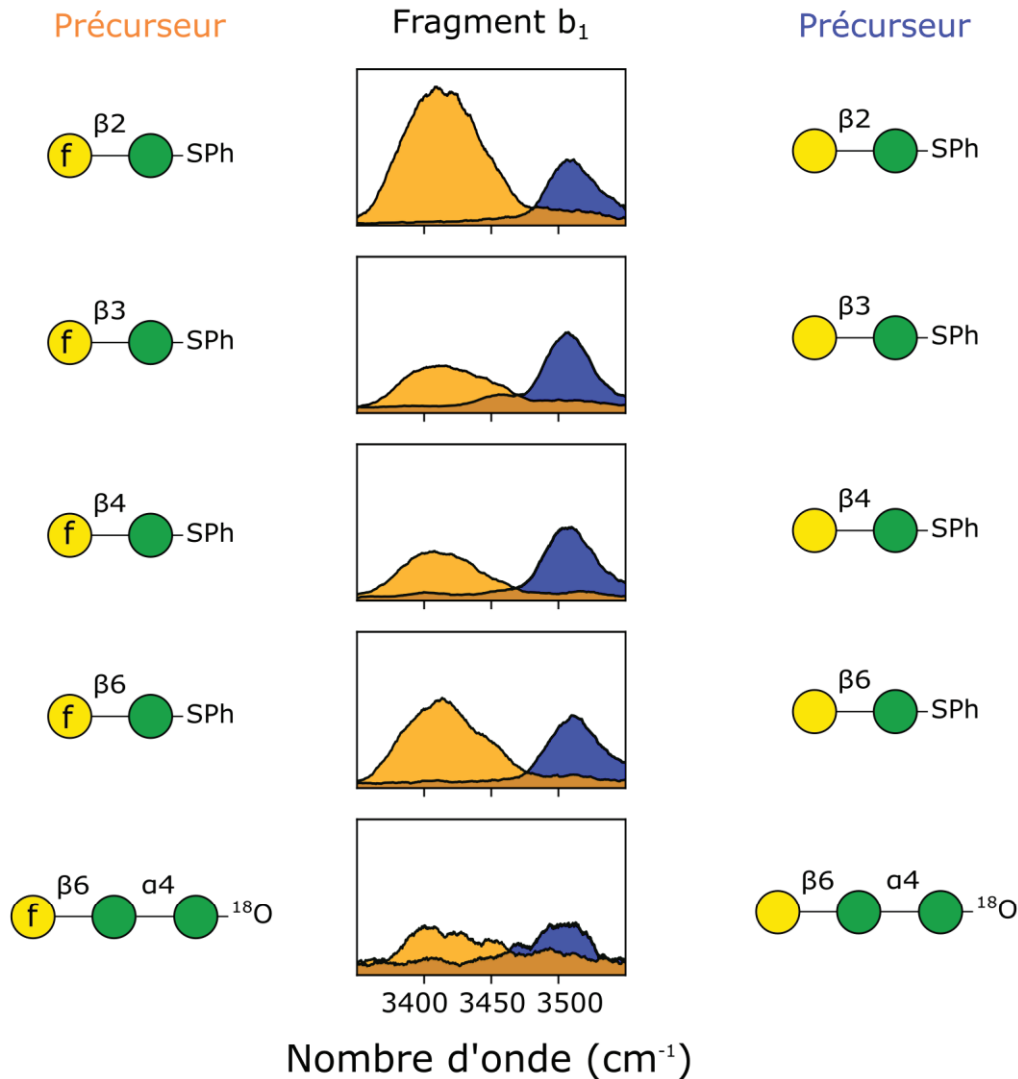 Précurseur Fragment b₁ Précurseur
β2 β2
f SPh SPh
β3 β3
f SPh SPh
β4 β4
f SPh SPh
β6 β6
f SPh SPh
β6 α4 β6 α4
f ¹⁸O ¹⁸O
3400 3450 3500
Nombre d'onde (cm⁻¹)